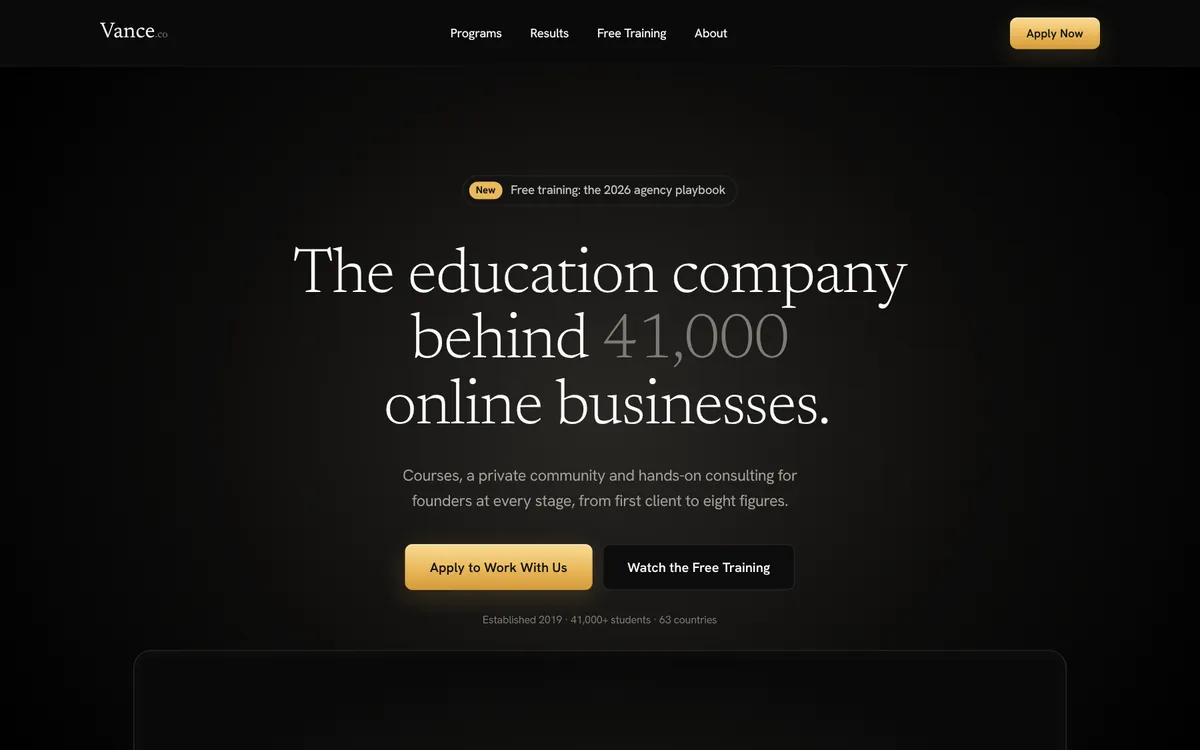 Vance.co
Programs
Results
Free Training
About
Apply Now
New Free training: the 2026 agency playbook
The education company
behind 41,000
online businesses.
Courses, a private community and hands-on consulting for
founders at every stage, from first client to eight figures.
Apply to Work With Us
Watch the Free Training
Established 2019 · 41,000+ students · 63 countries